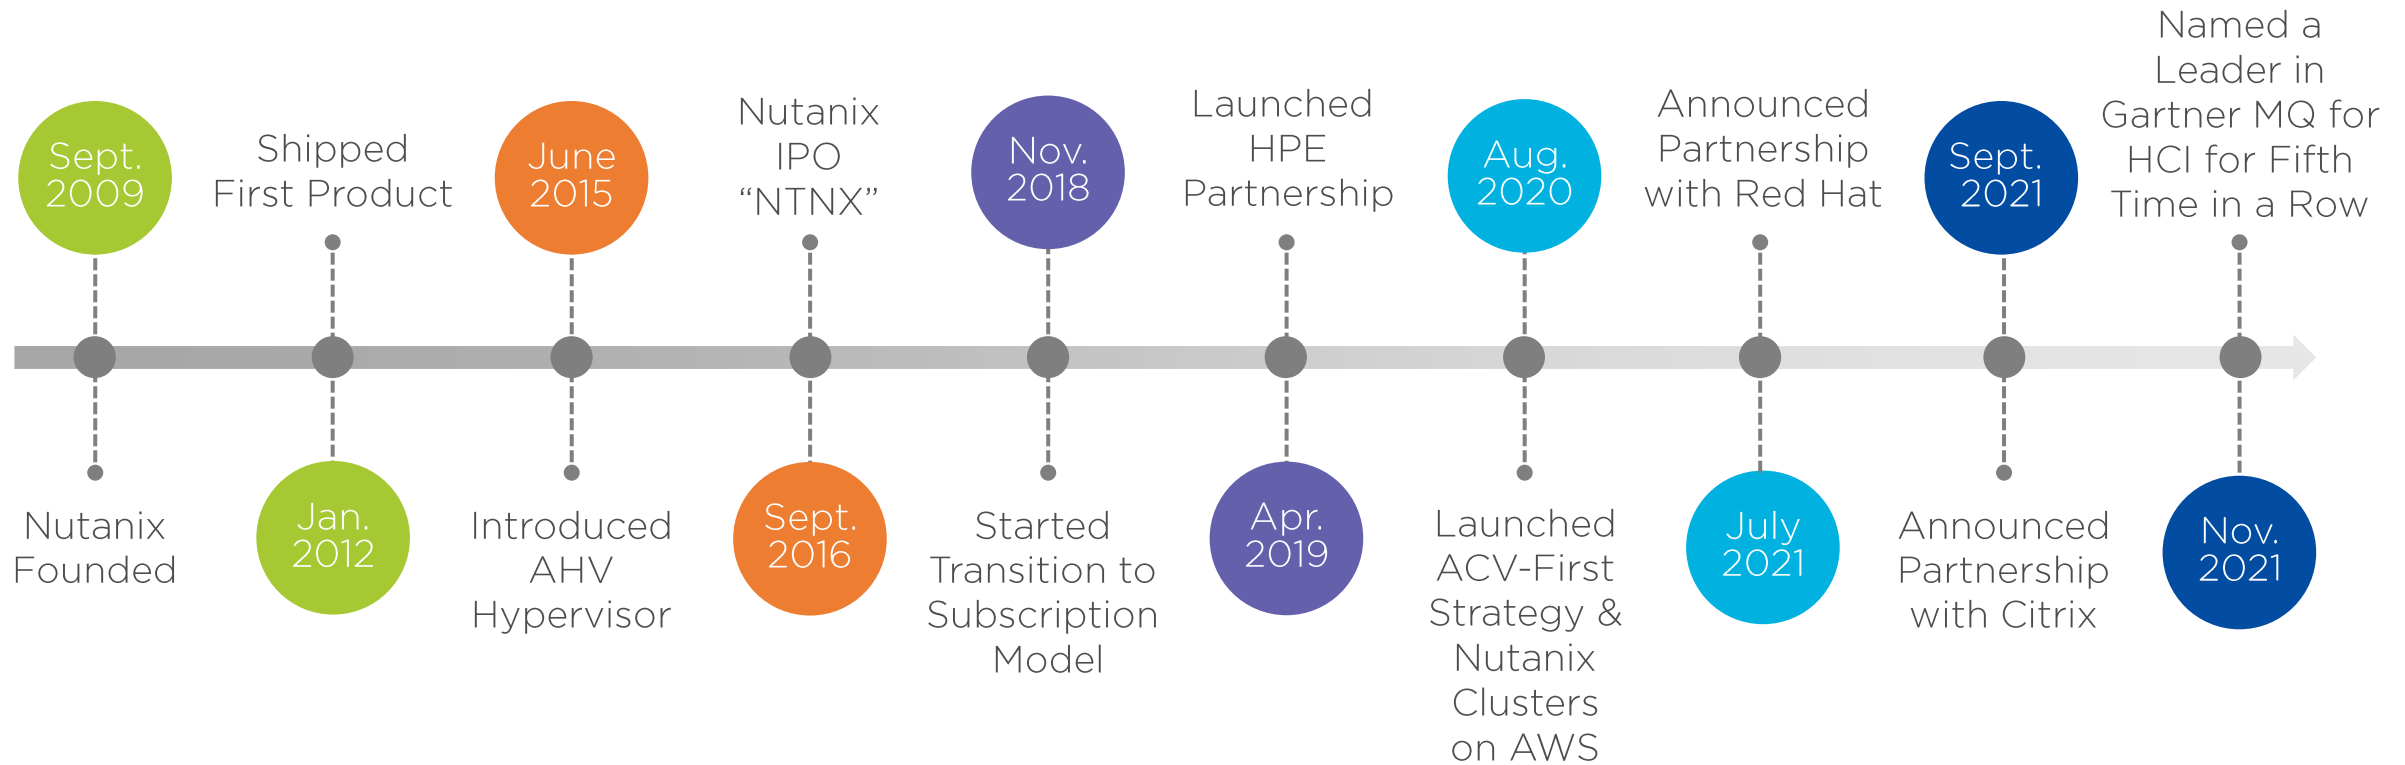 Sept.
2009
Nutanix
Founded
Shipped
First Product
Jan.
2012
June
2015
Introduced
AHV
Hypervisor
Nutanix
IPO
“NTNX”
Sept.
2016
Nov.
2018
Started
Transition to
Subscription
Model
Launched
HPE
Partnership
Apr.
2019
Aug.
2020
Launched
ACV-First
Strategy &
Nutanix
Clusters
on AWS
Announced
Partnership
with Red Hat
July
2021
Sept.
2021
Announced
Partnership
with Citrix
Named a
Leader in
Gartner MQ for
HCI for Fifth
Time in a Row
Nov.
2021